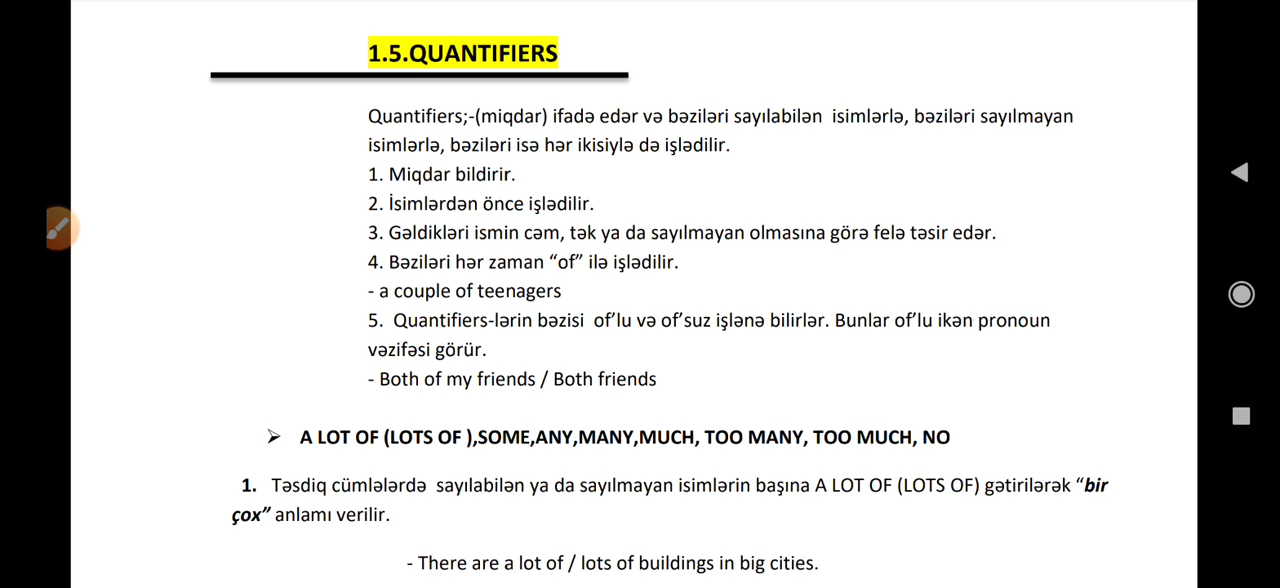 1.5.QUANTIFIERS
Quantifiers;-(miqdar) ifadə edər və bəziləri sayılabilən isimlərlə, bəziləri sayılmayan
isimlərlə, bəziləri isə hər ikisiylə də işlədilir.
1. Miqdar bildirir.
2. İsimlərdən önce işlədilir.
3. Gəldikləri ismin cəm, tək ya da sayılmayan olmasına görə felə təsir edər.
4. Bəziləri hər zaman “of” ilə işlədilir.
- a couple of teenagers
5. Quantifiers-lərin bəzisi of’lu və of’suz işlənə bilirlər. Bunlar of’lu ikən pronoun
vəzifəsi görür.
- Both of my friends / Both friends
➢ A LOT OF (LOTS OF ),SOME,ANY,MANY,MUCH, TOO MANY, TOO MUCH, NO
1. Təsdiq cümlələrdə sayılabilən ya da sayılmayan isimlərin başına A LOT OF (LOTS OF) gətirilərək “bir
çox” anlamı verilir.
- There are a lot of / lots of buildings in big cities.